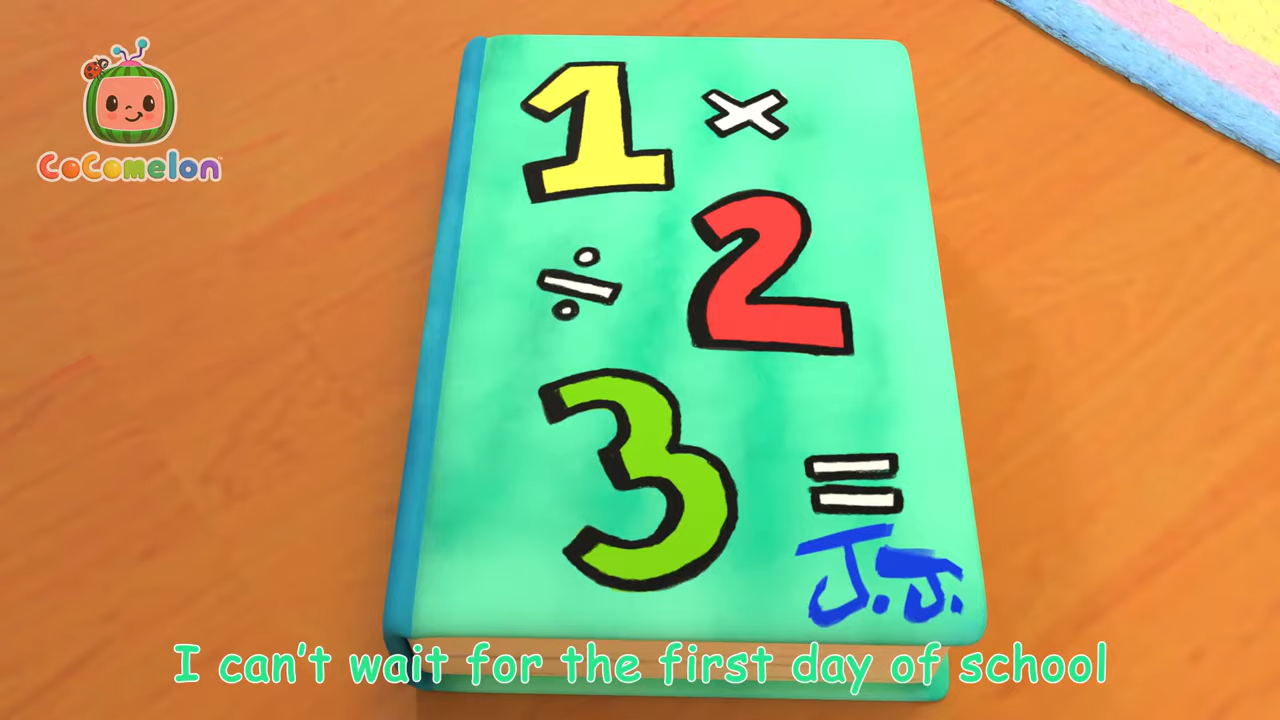 CoComelon
1 ×
÷ 2
3 =
J.J.
I can't wait for the first day of school